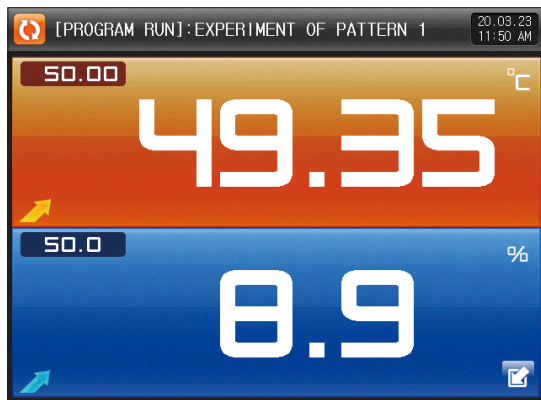 [PROGRAM RUN]:EXPERIMENT OF PATTERN 1
20.03.23
11:50 AM
50.00
°C
49.35
50.0
%
8.9